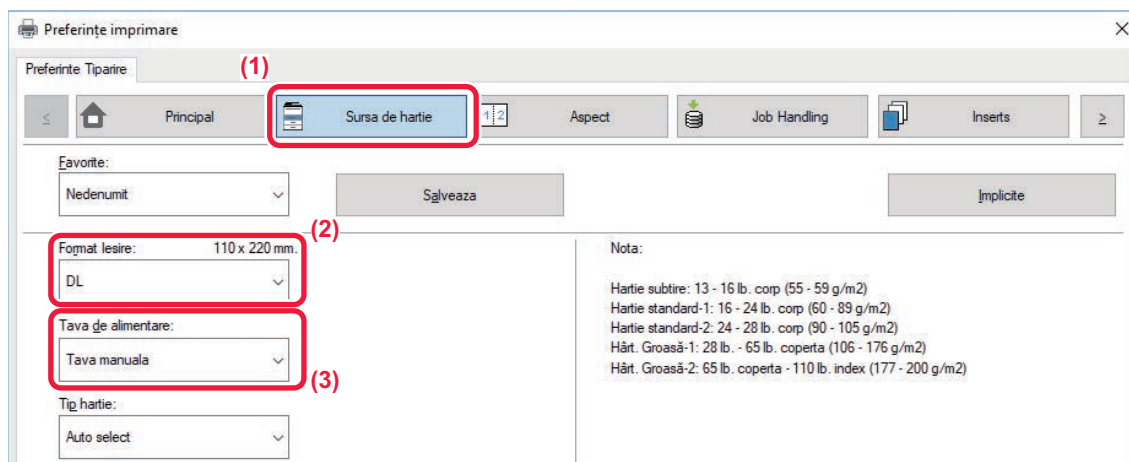 Preferințe imprimare
Preferinte Tiparire
(1)
<
Principal
Sursa de hartie
1 2
Aspect
Job Handling
Inserts
>
Favorite:
Nedenumit
Salveaza
Implicite
(2)
Format Iesire: 110 x 220 mm.
DL
Tava de alimentare:
Tava manuala
(3)
Tip hartie:
Auto select
Nota:
Hartie subtire: 13 - 16 lb. corp (55 - 59 g/m2)
Hartie standard-1: 16 - 24 lb. corp (60 - 89 g/m2)
Hartie standard-2: 24 - 28 lb. corp (90 - 105 g/m2)
Hârt. Groasă-1: 28 lb. - 65 lb. coperta (106 - 176 g/m2)
Hârt. Groasă-2: 65 lb. coperta - 110 lb. index (177 - 200 g/m2)